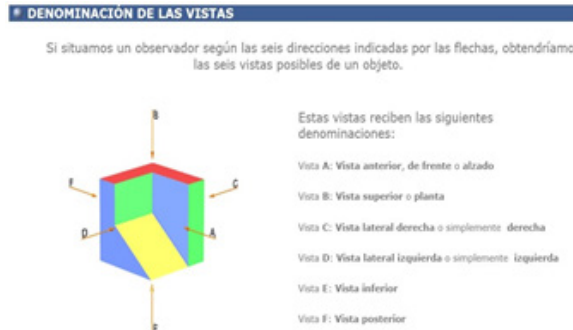 DENOMINACIÓN DE LAS VISTAS
Si situamos un observador según las seis direcciones indicadas por las flechas, obtendríamo
las seis vistas posibles de un objeto.
B
Estas vistas reciben las siguientes
denominaciones:
Vista A: Vista anterior, de frente o alzado
F
C
Vista B: Vista superior o planta
Vista C: Vista lateral derecha o simplemente derecha
D
A
Vista D: Vista lateral izquierda o simplemente izquierda
Vista E: Vista inferior
Vista F: Vista posterior
E